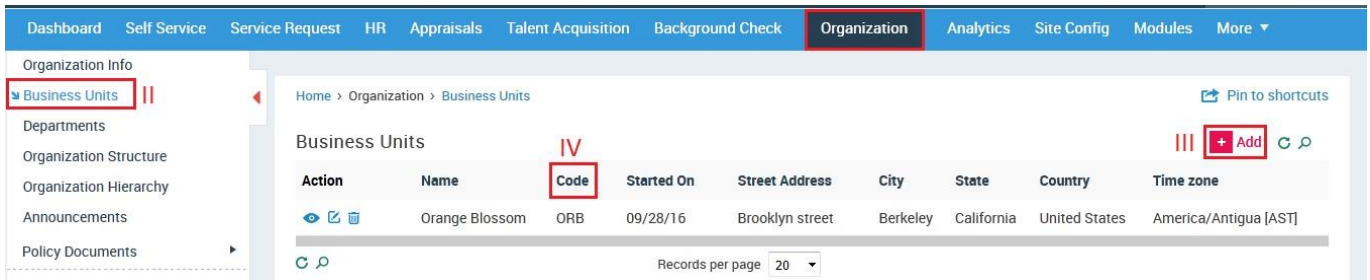 Dashboard Self Service Service Request HR Appraisals Talent Acquisition Background Check Organization Analytics Site Config Modules More
Organization Info
Business Units II
Departments
Organization Structure
Organization Hierarchy
Announcements
Policy Documents
Home > Organization > Business Units Pin to shortcuts
Business Units IV III + Add
Action Name Code Started On Street Address City State Country Time zone
Orange Blossom ORB 09/28/16 Brooklyn street Berkeley California United States America/Antigua [AST]
Records per page 20